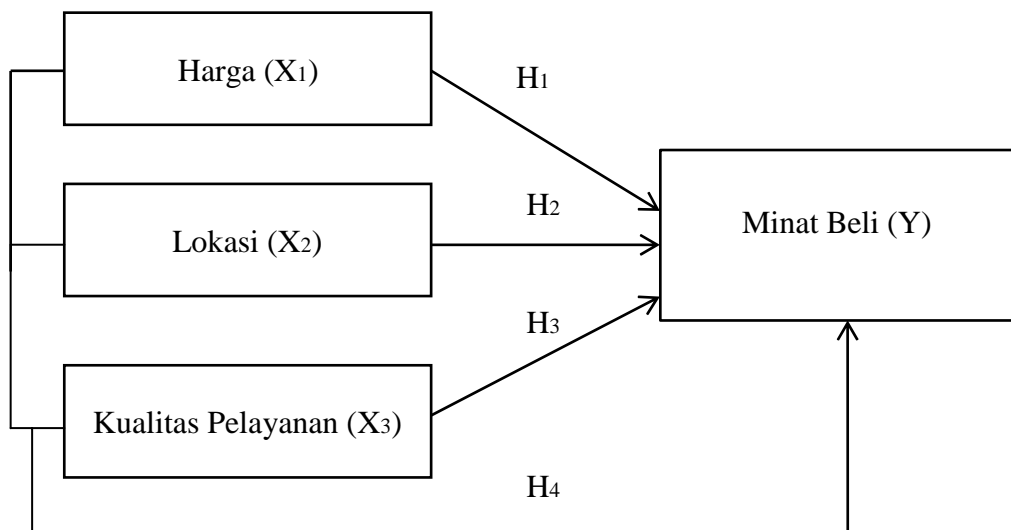 Harga (X1)
H1
Lokasi (X2)
H2
Minat Beli (Y)
H3
Kualitas Pelayanan (X3)
H4